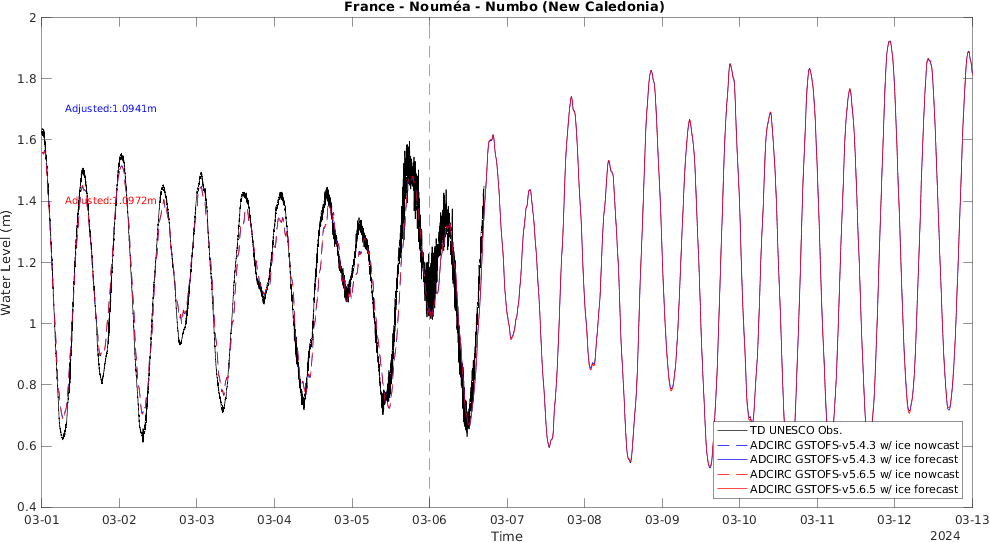 France - Nouméa - Numbo (New Caledonia)
2
1.8
1.6
1.4
1.2
1
0.8
0.6
0.4
Water Level (m)
Adjusted:1.0941m
Adjusted:1.0972m
TD UNESCO Obs.
ADCIRC GSTOFS-v5.4.3 w/ ice nowcast
ADCIRC GSTOFS-v5.4.3 w/ ice forecast
ADCIRC GSTOFS-v5.6.5 w/ ice nowcast
ADCIRC GSTOFS-v5.6.5 w/ ice forecast
03-01 03-02 03-03 03-04 03-05 03-06 03-07 03-08 03-09 03-10 03-11 03-12 03-13
Time
2024